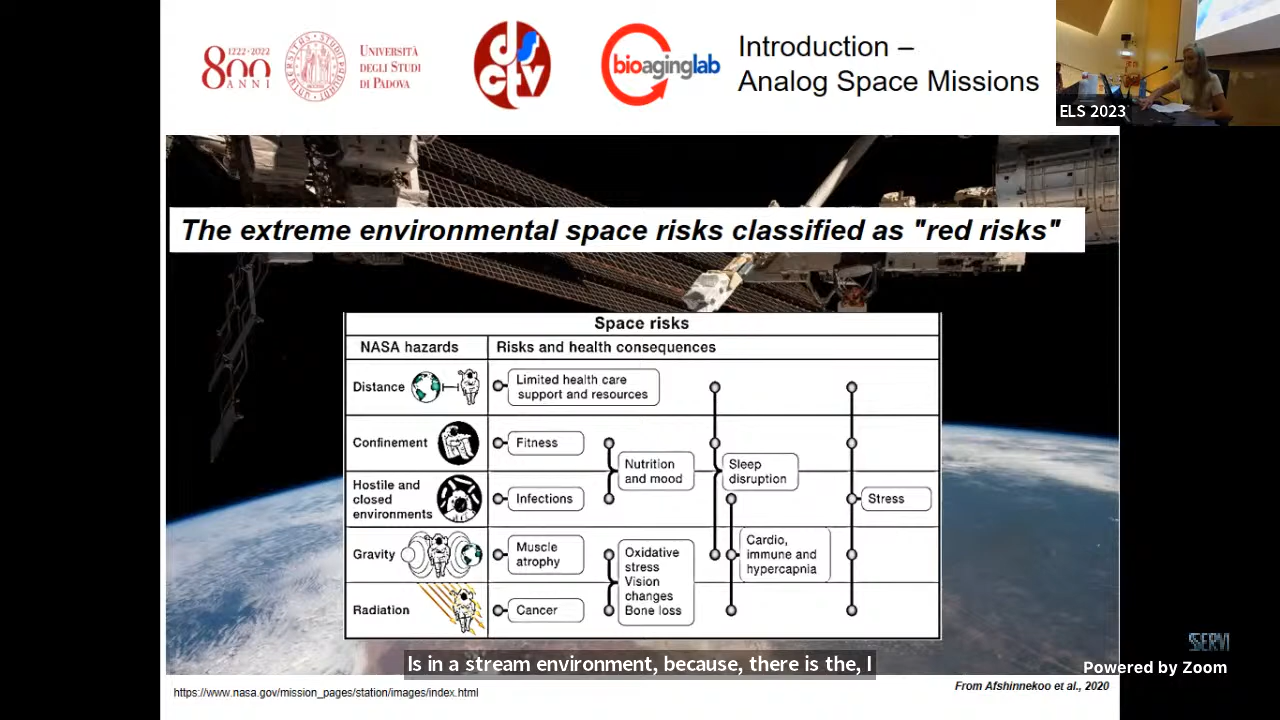 1222·2022
800
ANNI
UNIVERSITÀ
DEGLI STUDI
DI PADOVA
dsctv
bioaginglab
Introduction –
Analog Space Missions
ELS 2023
The extreme environmental space risks classified as "red risks"
Space risks
NASA hazards
Risks and health consequences
Distance
Limited health care
support and resources
Confinement
Fitness
Nutrition
and mood
Sleep
disruption
Hostile and
closed
environments
Infections
Stress
Gravity
Muscle
atrophy
Oxidative
stress
Vision
changes
Bone loss
Cardio,
immune and
hypercapnia
Radiation
Cancer
Is in a stream environment, because, there is the, I
SERVI
Powered by Zoom
https://www.nasa.gov/mission_pages/station/images/index.html
From Afshinnekoo et al., 2020